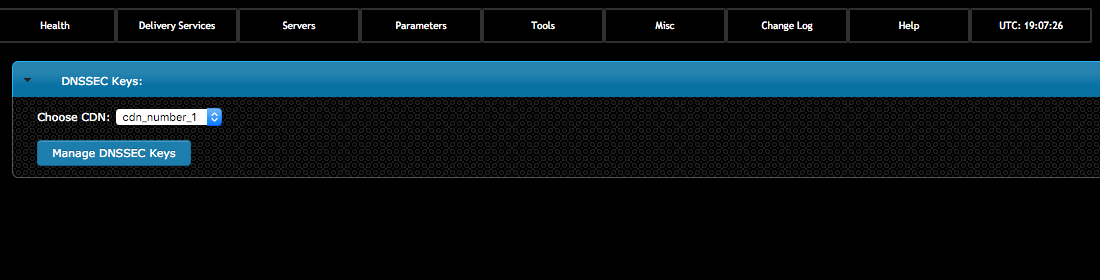 Health Delivery Services Servers Parameters Tools Misc Change Log Help UTC: 19:07:26
DNSSEC Keys:
Choose CDN: cdn_number_1
Manage DNSSEC Keys